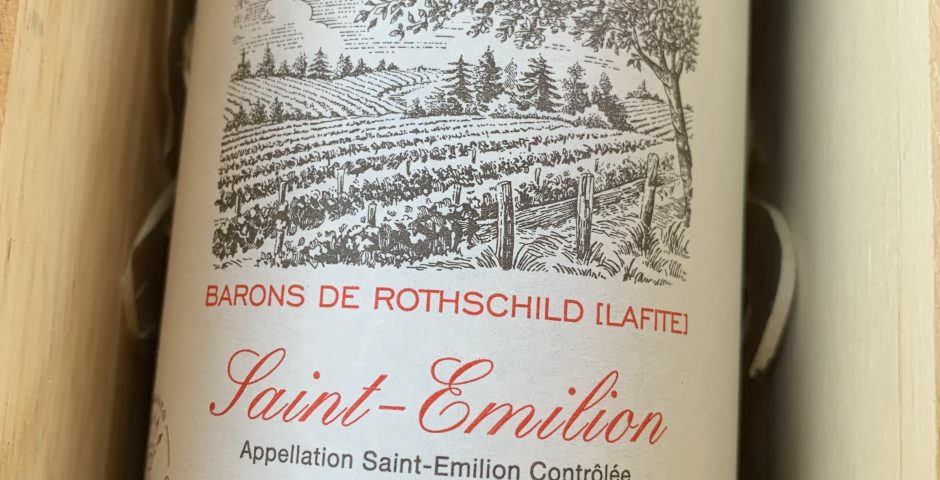 BARONS DE ROTHSCHILD [LAFITE]
Saint-Emilion
Appellation Saint-Emilion Contrôlée